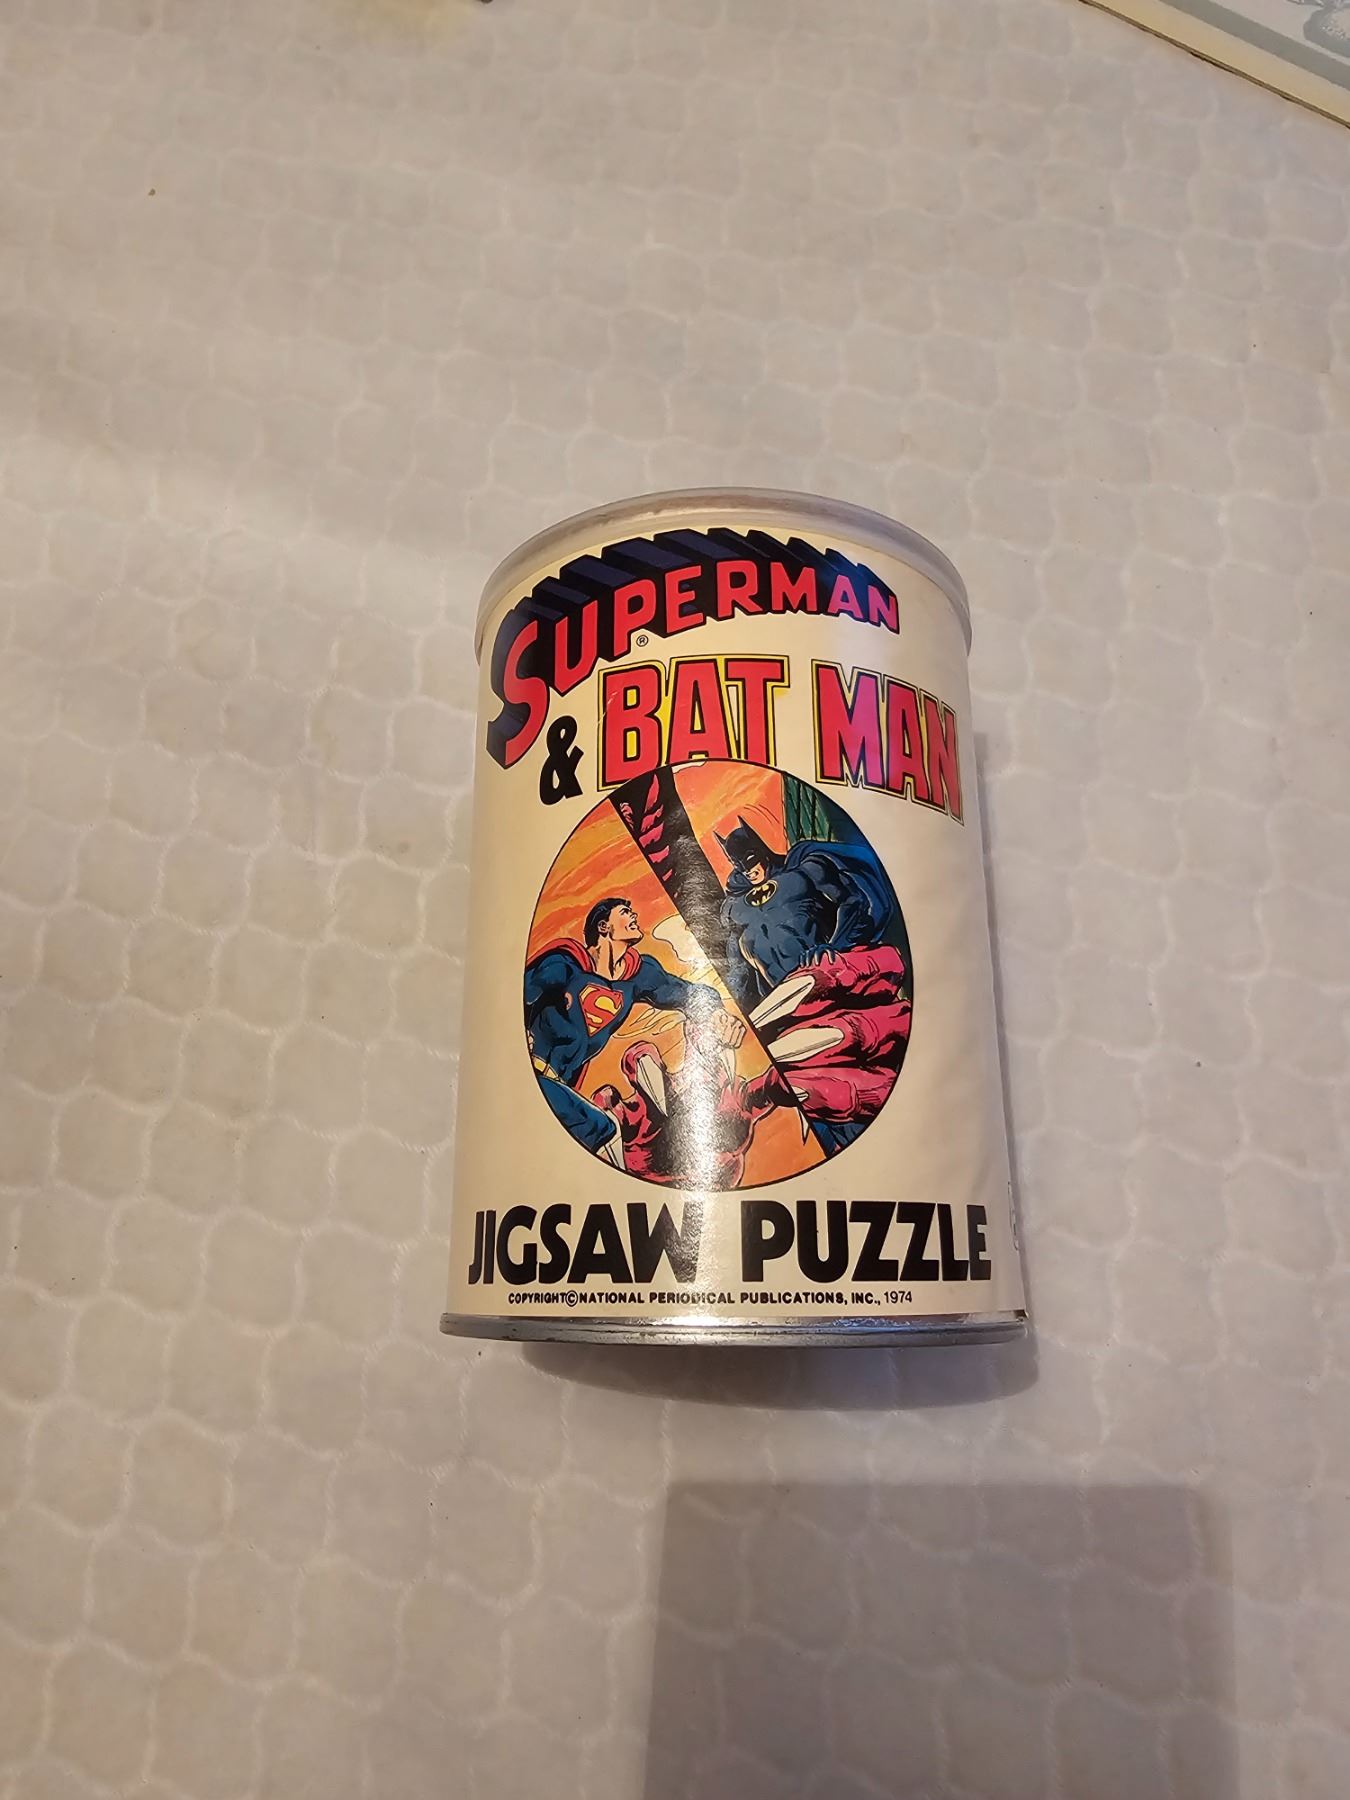 SUPERMAN
®
& BAT MAN
S
JIGSAW PUZZLE
COPYRIGHT©NATIONAL PERIODICAL PUBLICATIONS, INC., 1974